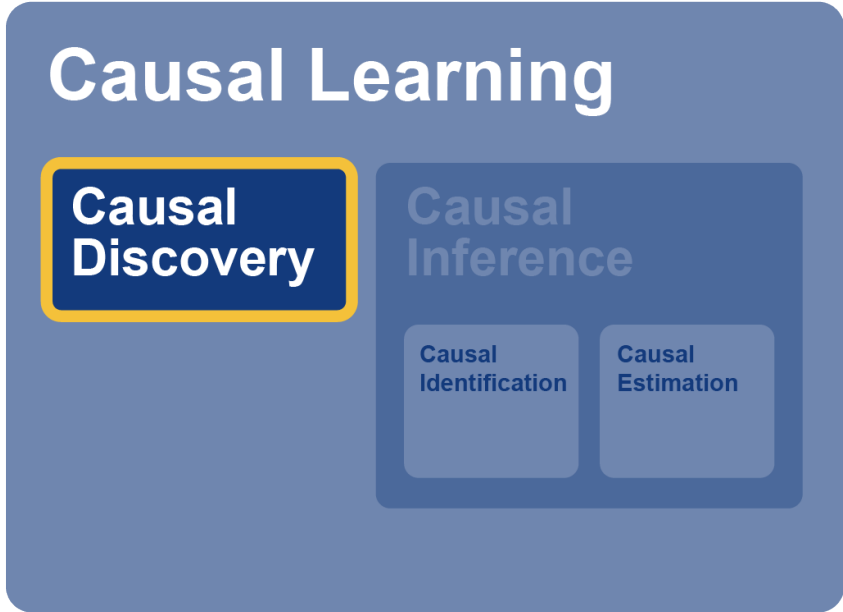 Causal Learning
Causal
Discovery
Causal
Inference
Causal
Identification
Causal
Estimation